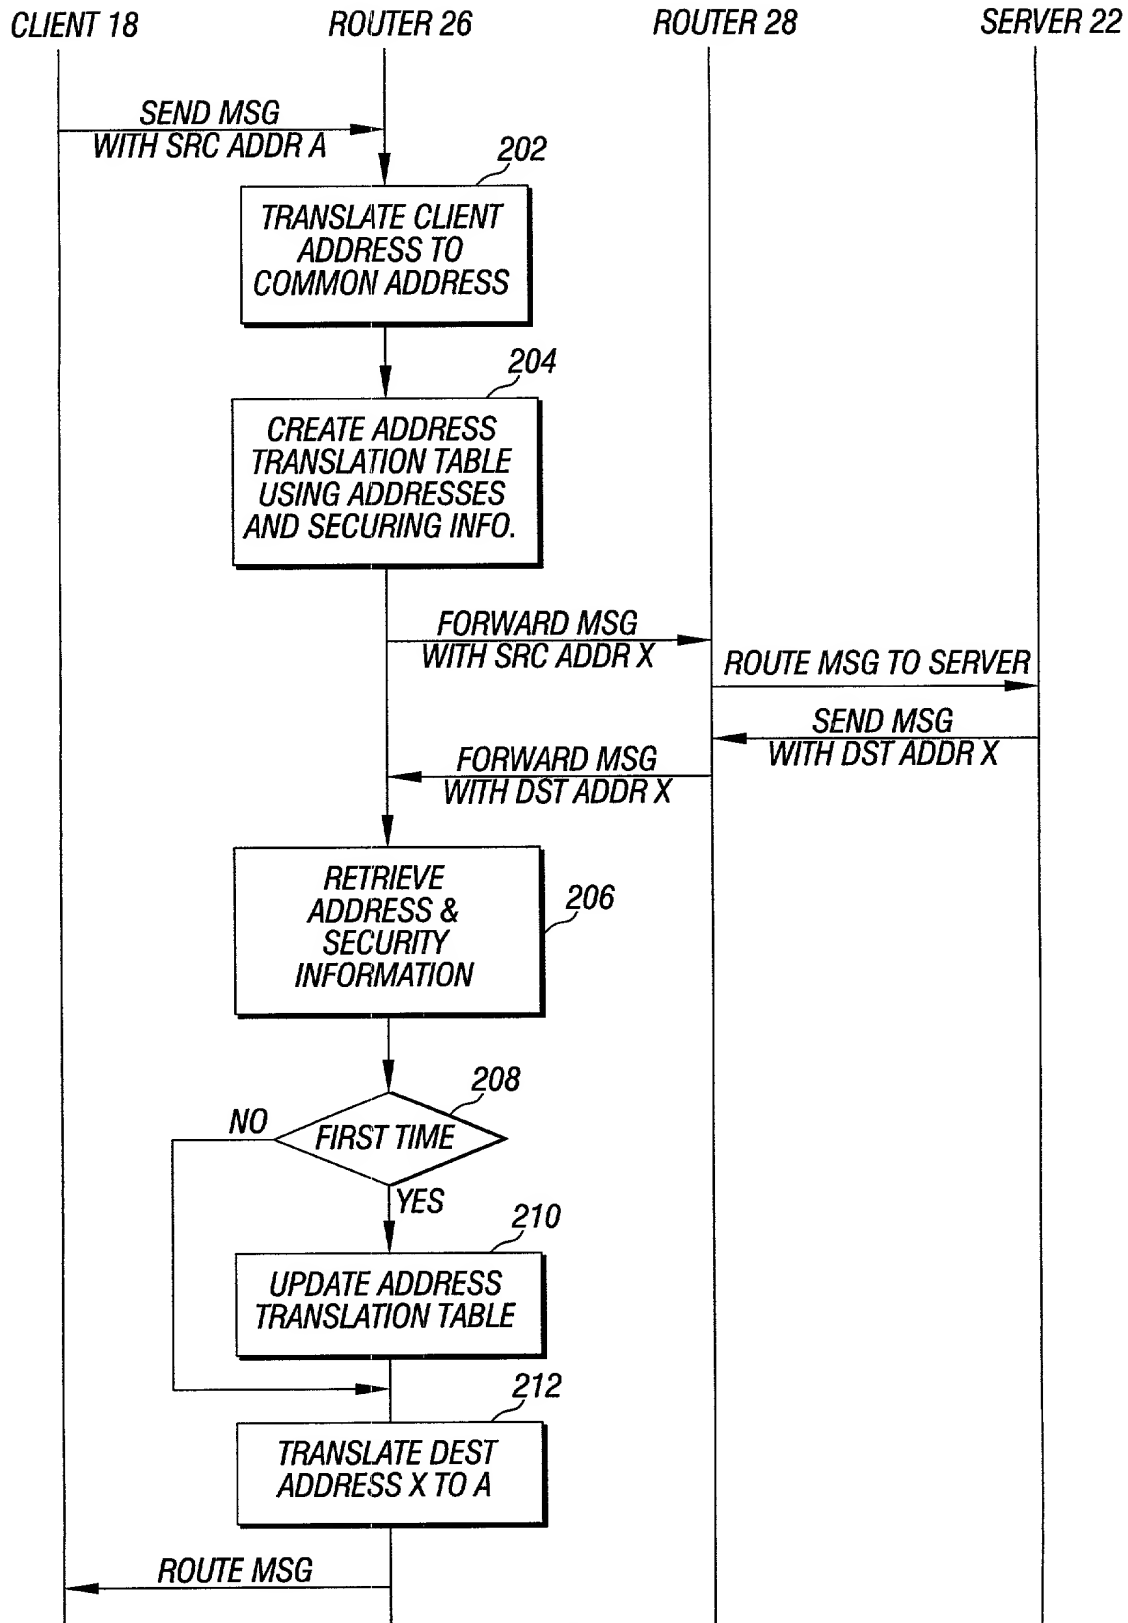 CLIENT 18
ROUTER 26
ROUTER 28
SERVER 22
SEND MSG
WITH SRC ADDR A
202
TRANSLATE CLIENT
ADDRESS TO
COMMON ADDRESS
204
CREATE ADDRESS
TRANSLATION TABLE
USING ADDRESSES
AND SECURING INFO.
FORWARD MSG
WITH SRC ADDR X
ROUTE MSG TO SERVER
SEND MSG
WITH DST ADDR X
FORWARD MSG
WITH DST ADDR X
RETRIEVE
ADDRESS &
SECURITY
INFORMATION
206
208
NO
FIRST TIME
YES
210
UPDATE ADDRESS
TRANSLATION TABLE
212
TRANSLATE DEST
ADDRESS X TO A
ROUTE MSG